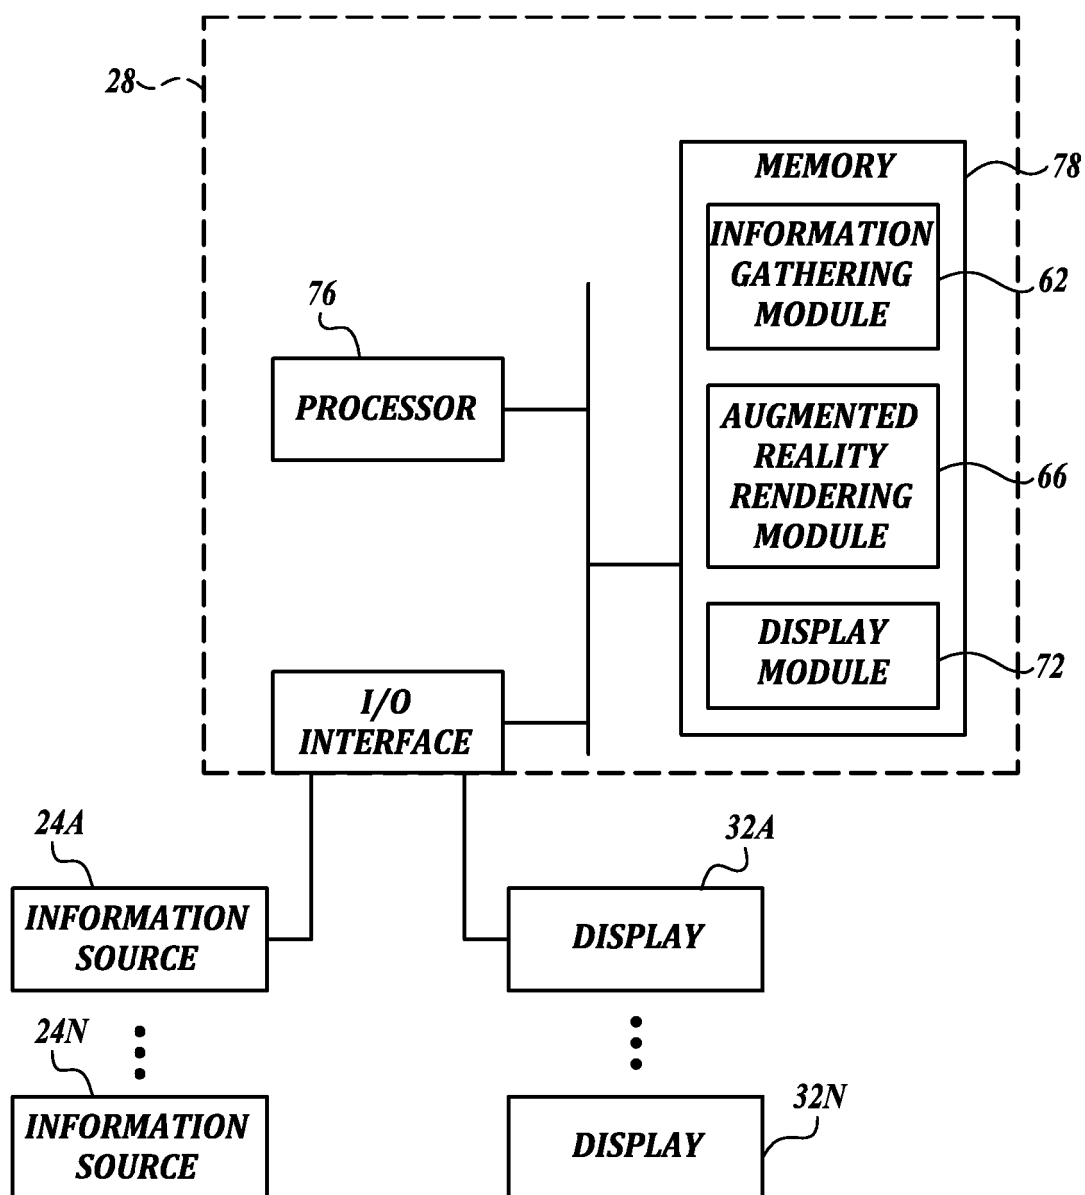 28
MEMORY
78
INFORMATION
GATHERING
MODULE
62
76
PROCESSOR
AUGMENTED
REALITY
RENDERING
MODULE
66
DISPLAY
MODULE
72
I/O
INTERFACE
24A
INFORMATION
SOURCE
32A
DISPLAY
24N
INFORMATION
SOURCE
32N
DISPLAY